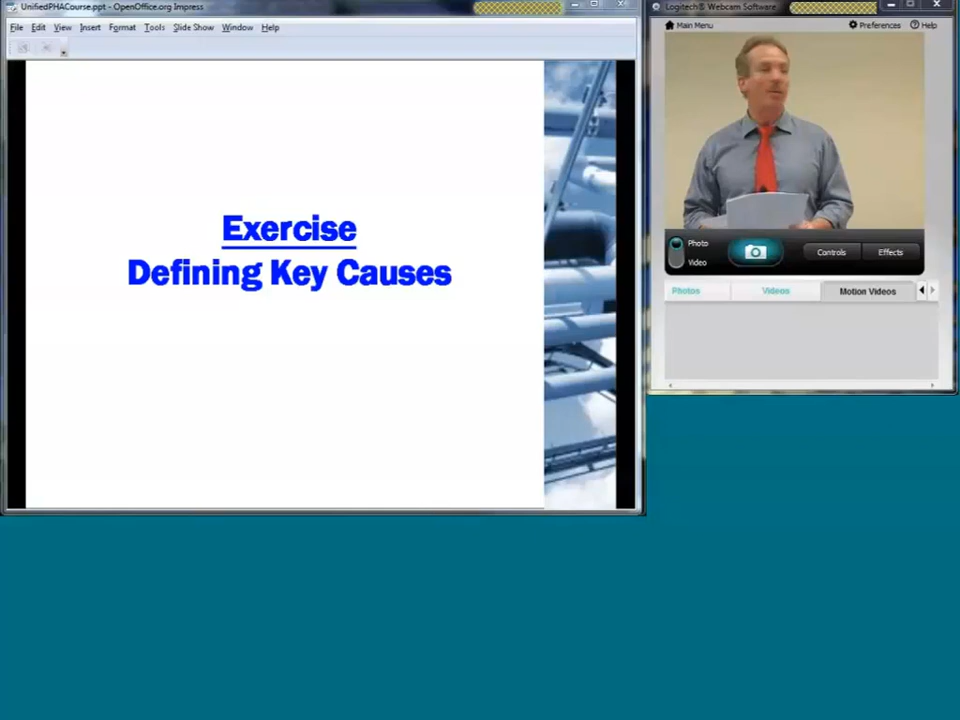 UnifiedPHACourse.ppt - OpenOffice.org Impress
File Edit View Insert Format Tools Slide Show Window Help
Exercise
Defining Key Causes
Logitech® Webcam Software
Main Menu Preferences Help
Photo
Video
Controls Effects
Photos Videos Motion Videos